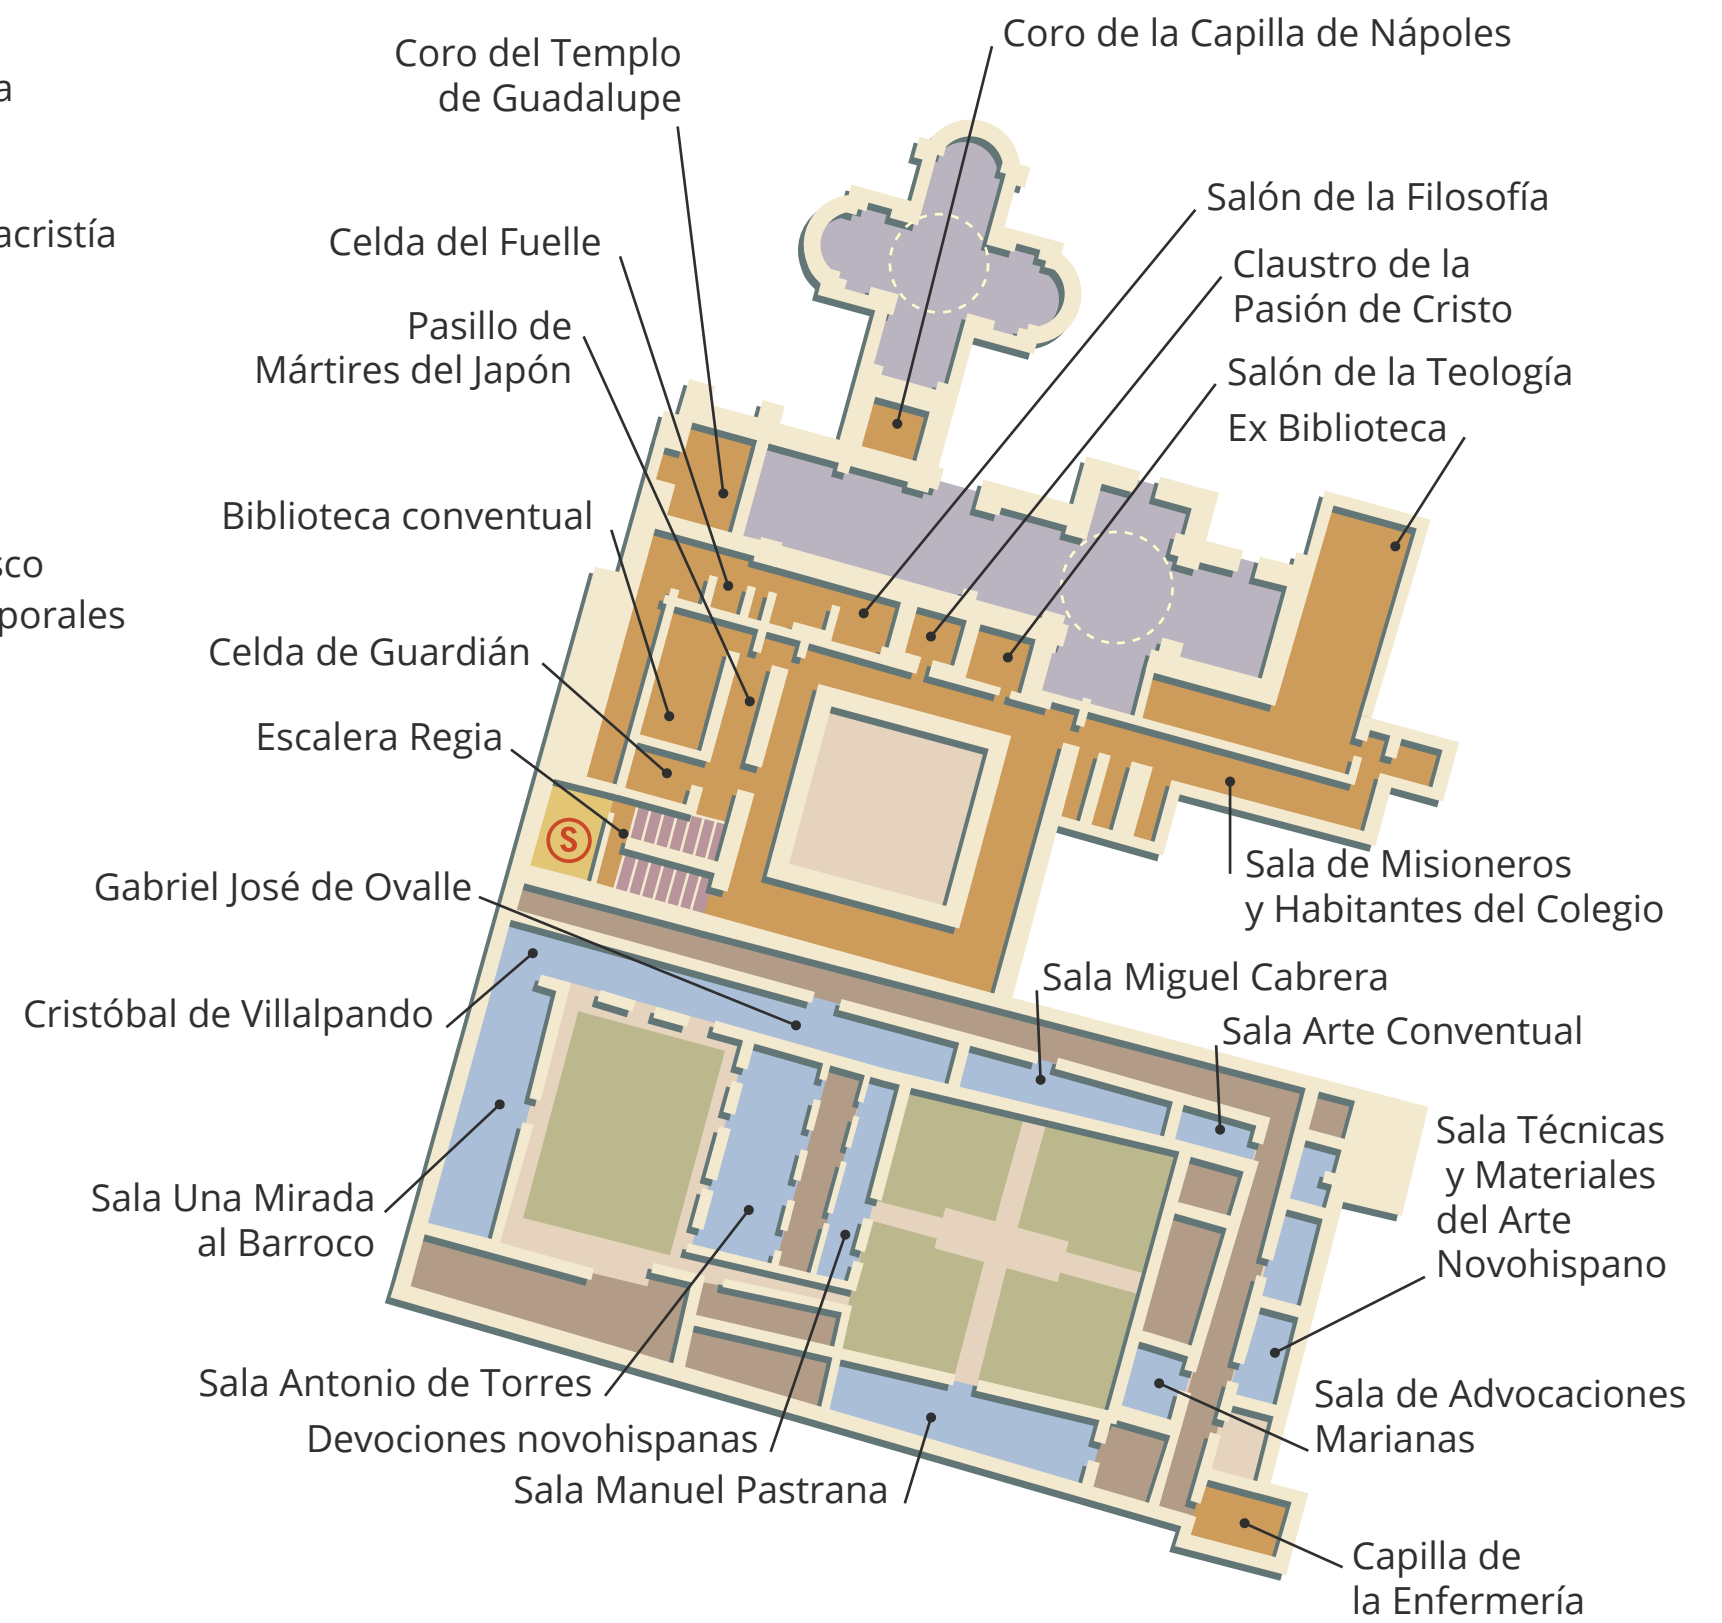 Coro de la Capilla de Nápoles
Coro del Templo
de Guadalupe
Salón de la Filosofía
Celda del Fuelle
acristía
Claustro de la
Pasión de Cristo
Pasillo de
Mártires del Japón
Salón de la Teología
Ex Biblioteca
Biblioteca conventual
sco
porales
Celda de Guardián
Escalera Regia
S
Sala de Misioneros
y Habitantes del Colegio
Gabriel José de Ovalle
Sala Miguel Cabrera
Cristóbal de Villalpando
Sala Arte Conventual
Sala Técnicas
y Materiales
del Arte
Novohispano
Sala Una Mirada
al Barroco
Sala Antonio de Torres
Devociones novohispanas
Sala Manuel Pastrana
Sala de Advocaciones
Marianas
Capilla de
la Enfermería